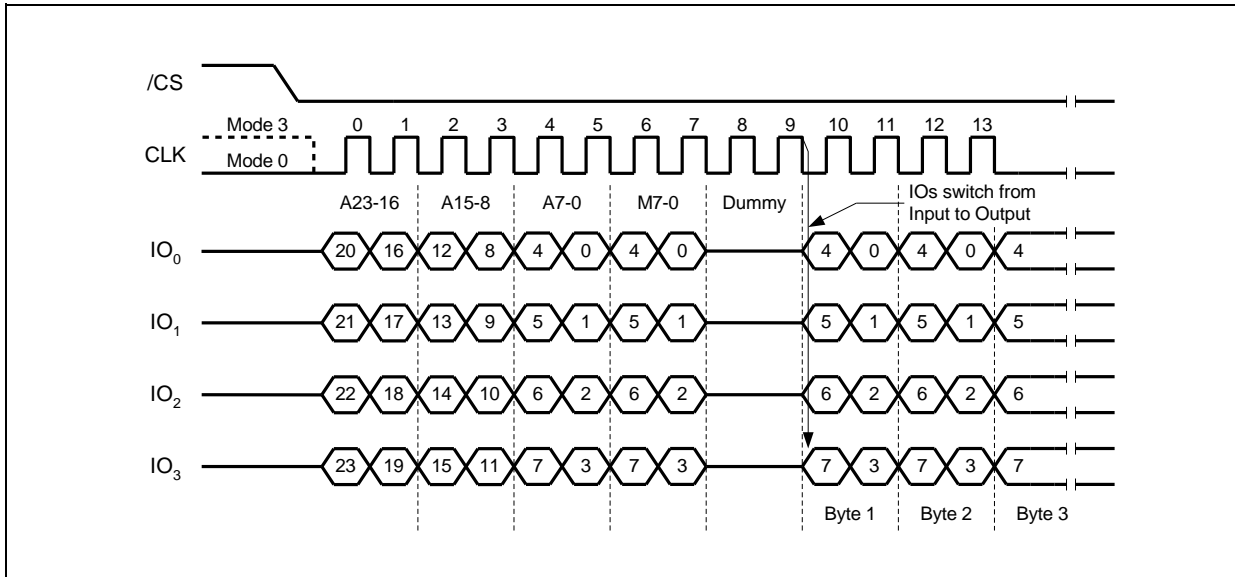 /CS
Mode 3 0 1 2 3 4 5 6 7 8 9 10 11 12 13
CLK
Mode 0
IOs switch from
A23-16 A15-8 A7-0 M7-0 Dummy
Input to Output
IO0 20 16 12 8 4 0 4 0 4 0 4 0 4
IO1 21 17 13 9 5 1 5 1 5 1 5 1 5
IO2 22 18 14 10 6 2 6 2 6 2 6 2 6
IO3 23 19 15 11 7 3 7 3 7 3 7 3 7
Byte 1 Byte 2 Byte 3